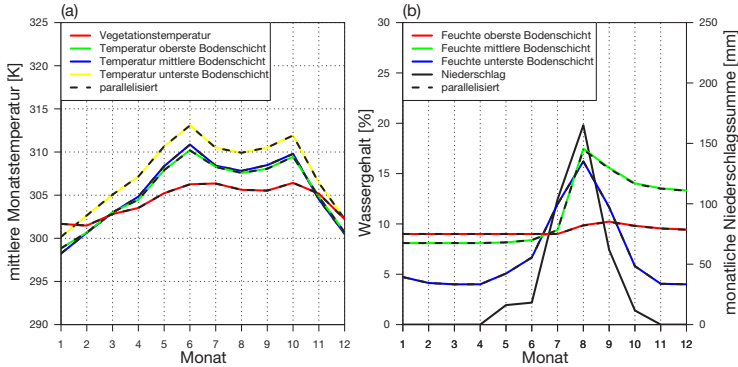 (a)
mittlere Monatstemperatur [K]
325
320
315
310
305
300
295
290
Vegetationstemperatur
Temperatur oberste Bodenschicht
Temperatur mittlere Bodenschicht
Temperatur unterste Bodenschicht
parallelisiert
1 2 3 4 5 6 7 8 9 10 11 12
Monat
(b)
Wassergehalt [%]
30
25
20
15
10
5
0
Feuchte oberste Bodenschicht
Feuchte mittlere Bodenschicht
Feuchte unterste Bodenschicht
Niederschlag
parallelisiert
1 2 3 4 5 6 7 8 9 10 11 12
Monat
250
200
150
100
50
0
monatliche Niederschlagssumme [mm]